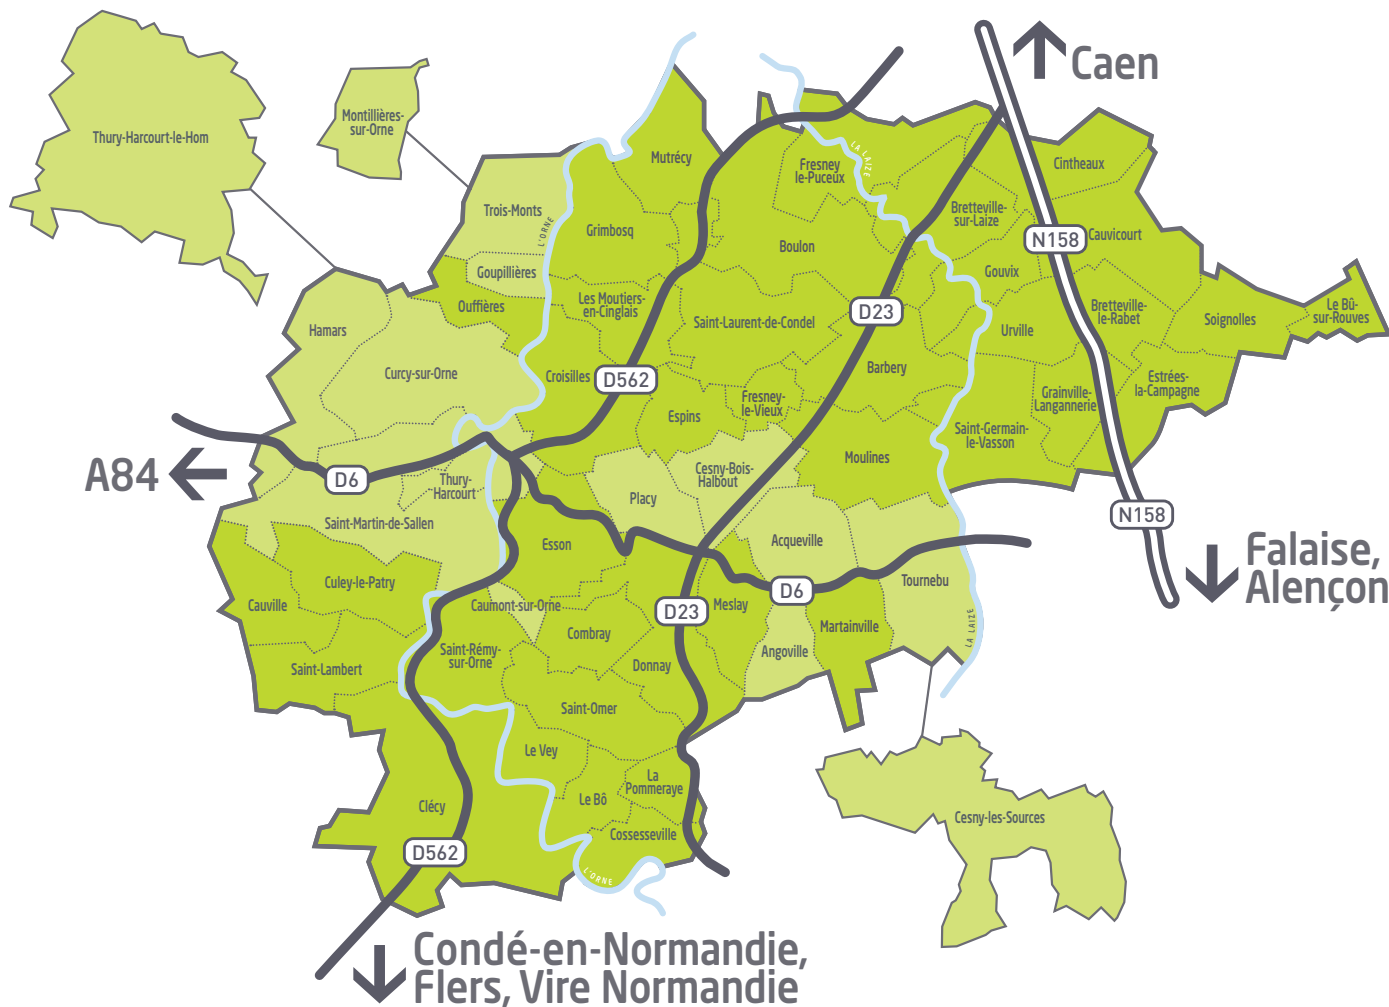 Caen
Thury-Harcourt-le-Hom
Montillières-
sur-Orne
Mutrécy
LA LAIZE
Fresney
le-Puceux
Cintheaux
Trois-Monts
L'ORNE
Grimbosq
Bretteville-
sur-Laize
Boulon
N158
Cauvicourt
Goupillières
Gouvix
Ouffières
Les Moutiers-
en-Cinglais
Saint-Laurent-de-Condel
D23
Urville
Bretteville-
le-Rabet
Soignolles
Le Bû-
sur-Rouves
Hamars
Curcy-sur-Orne
Croisilles
D562
Barbery
Fresney-
le-Vieux
Grainville-
Langannerie
Estrées-
la-Campagne
Espins
Saint-Germain-
le-Vasson
Moulines
A84
D6
Thury-
Harcourt
Placy
Cesny-Bois-
Halbout
N158
Saint-Martin-de-Sallen
Esson
Acqueville
Falaise,
Alençon
Culey-le-Patry
Cauville
Caumont-sur-Orne
D23
Meslay
D6
Tournebu
Combray
Martainville
LA LAIZE
Saint-Rémy-
sur-Orne
Angoville
Saint-Lambert
Donnay
Saint-Omer
Le Vey
La
Pommeraye
Clécy
Le Bô
Cossesseville
Cesny-les-Sources
D562
L'ORNE
Condé-en-Normandie,
Flers, Vire Normandie